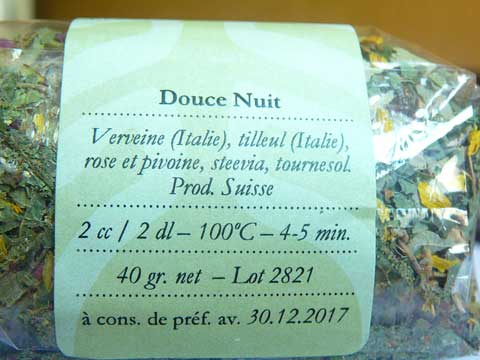 Douce Nuit
Verveine (Italie), tilleul (Italie),
rose et pivoine, steevia, tournesol.
Prod. Suisse
2 cc / 2 dl – 100°C – 4-5 min.
40 gr. net – Lot 2821
à cons. de préf. av. 30.12.2017